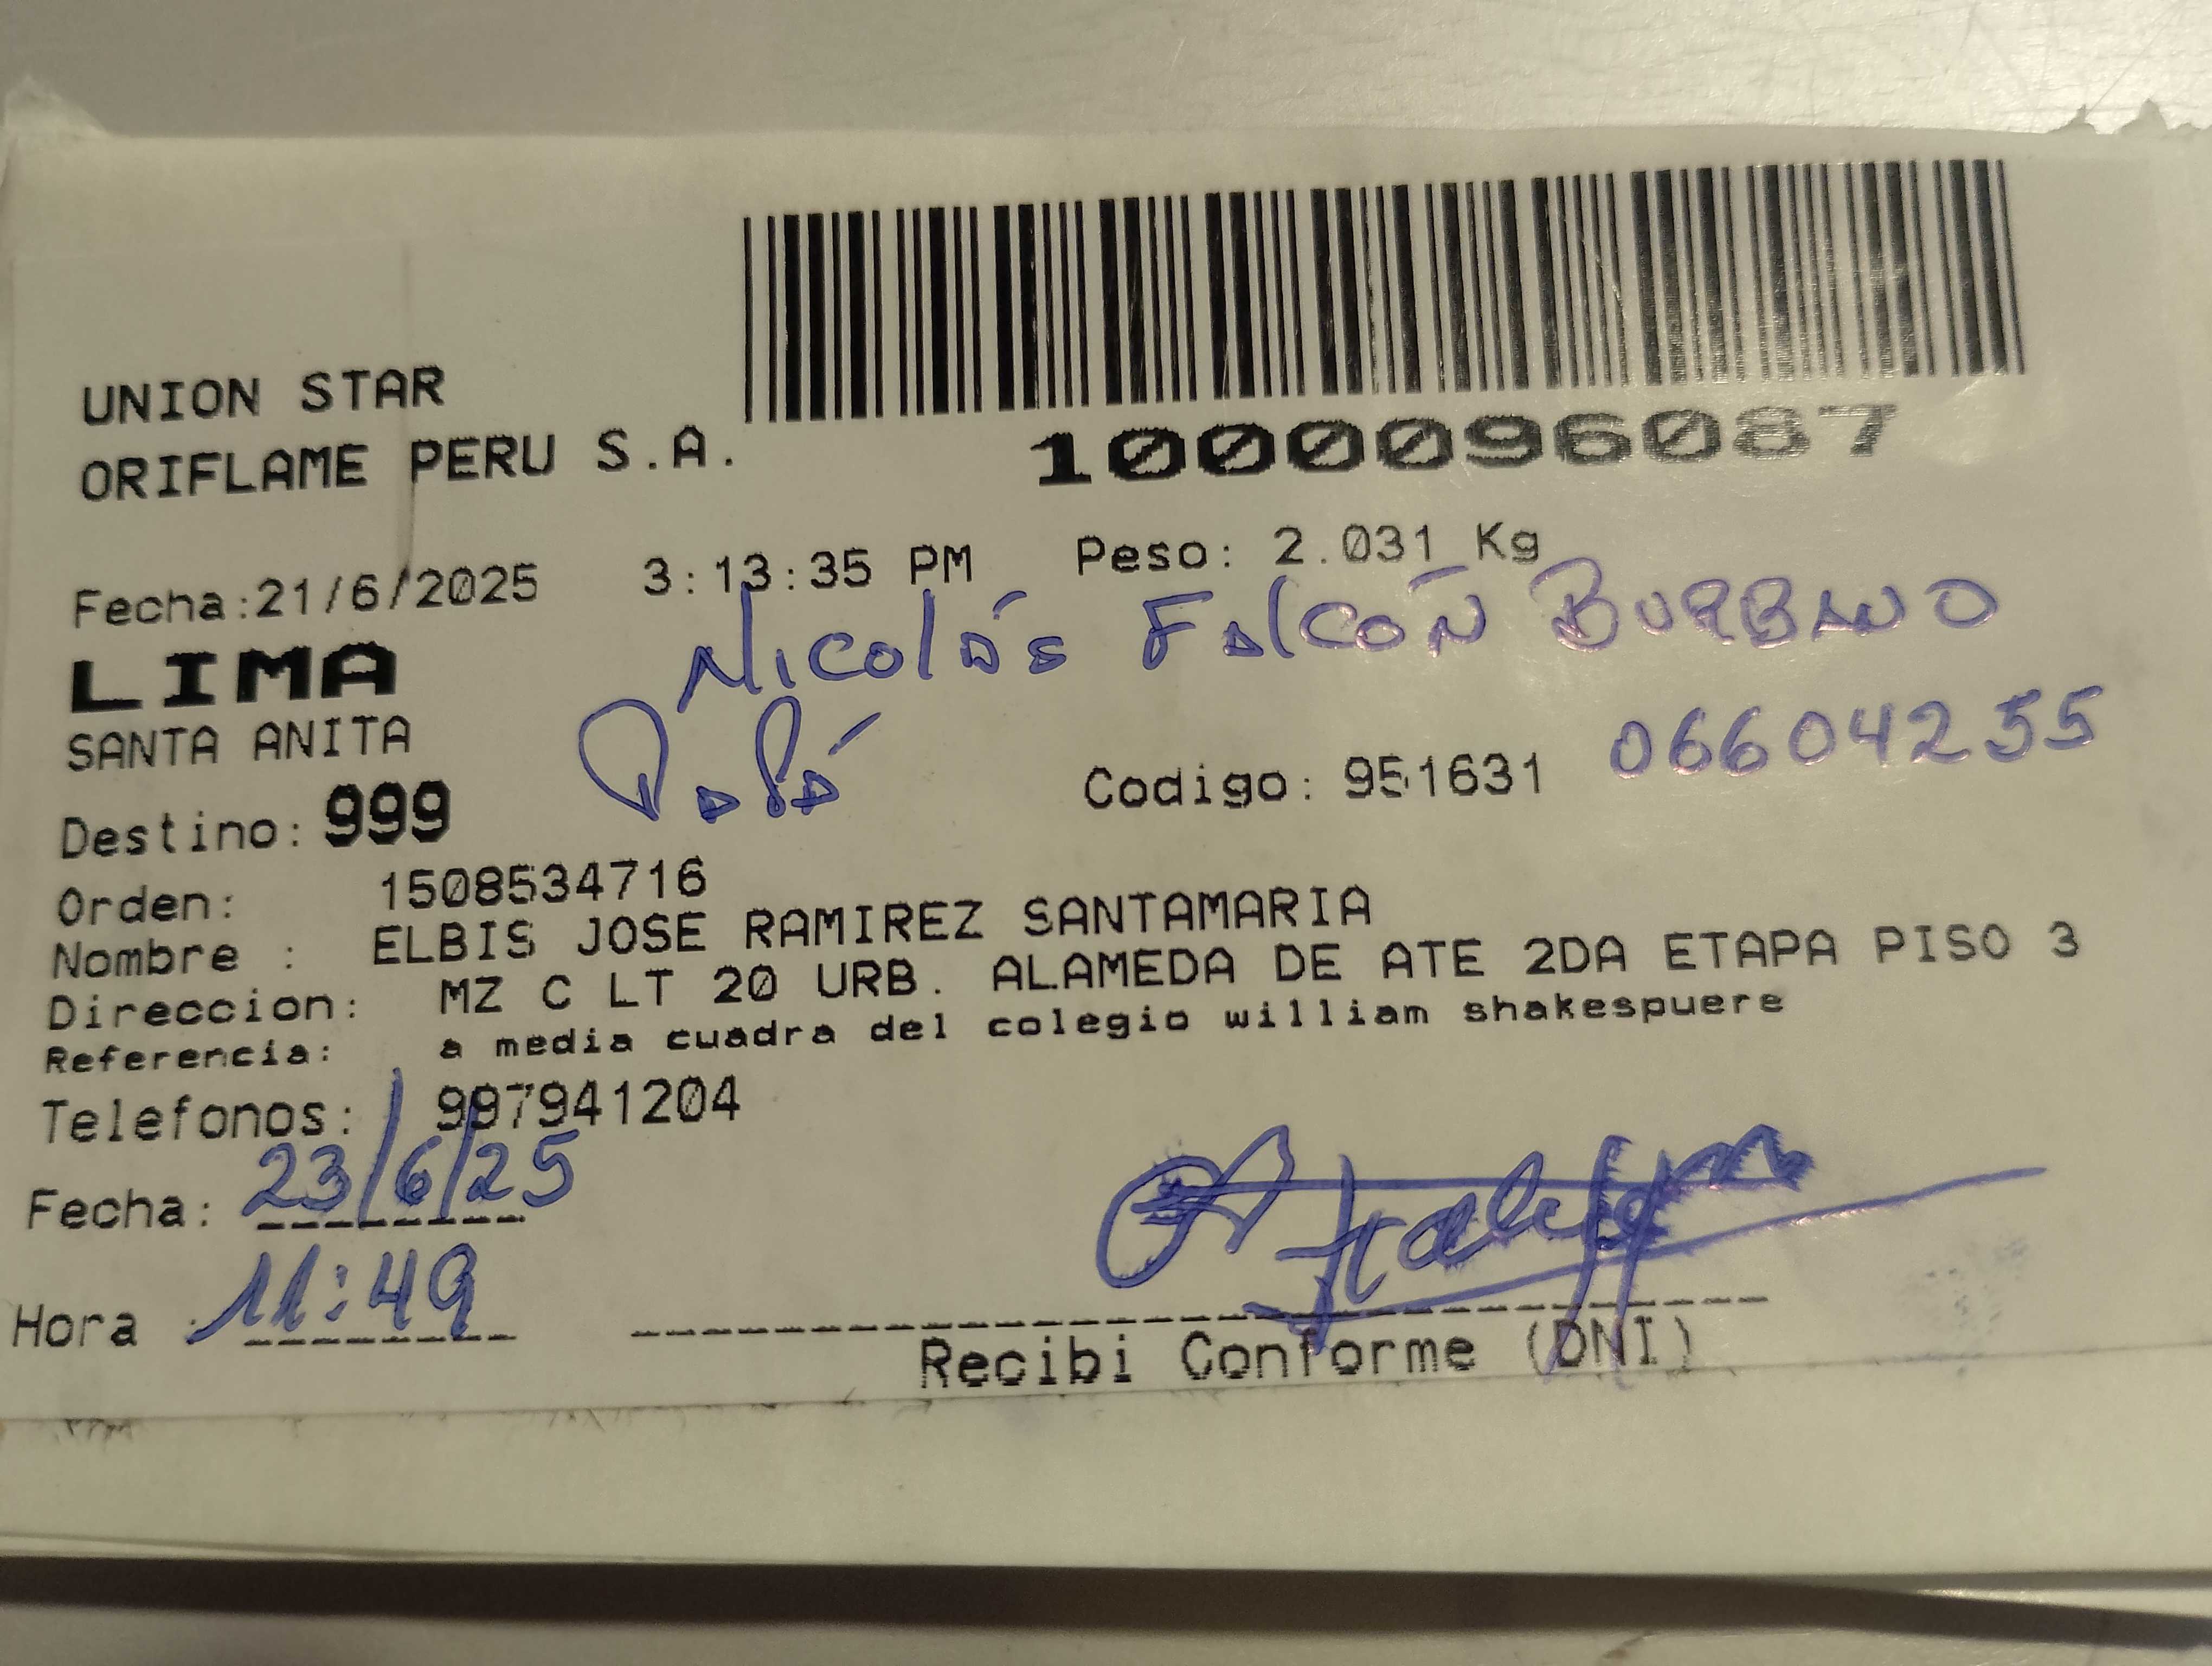 UNION STAR
ORIFLAME PERU S.A.
1000096087
Fecha:21/6/2025 3:13:35 PM Peso: 2.031 Kg
Nicolás Falcoñ BURBANO
LIMA
SANTA ANITA
Papá
06604255
Destino: 999 Codigo: 951631
Orden: 1508534716
Nombre : ELBIS JOSE RAMIREZ SANTAMARIA
Direccion: MZ C LT 20 URB. ALAMEDA DE ATE 2DA ETAPA PISO 3
Referencia: a media cuadra del colegio william shakespuere
Telefonos: 997941204
Fecha: 23/6/25
Hora : 11:49
Recibi Conforme (DNI)